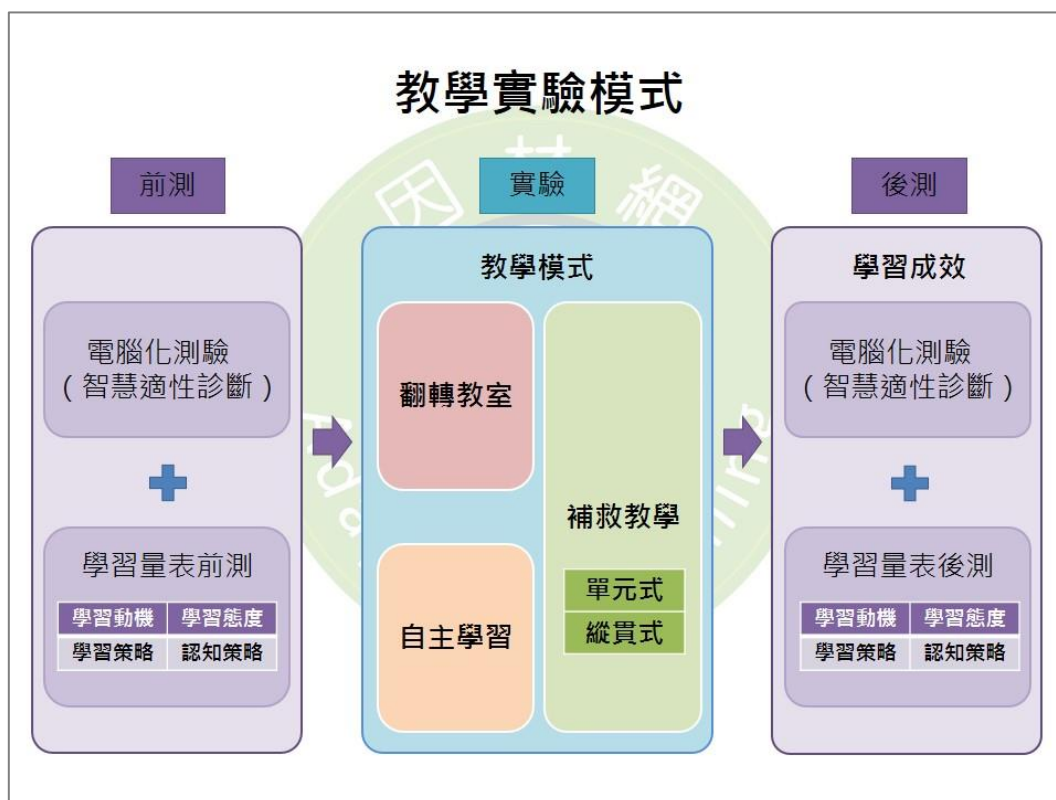 教學實驗模式
前測
實驗
後測
因材網
電腦化測驗
（智慧適性診斷）
學習量表前測
學習動機 學習態度
學習策略 認知策略
教學模式
翻轉教室
自主學習
補救教學
單元式
縱貫式
學習成效
電腦化測驗
（智慧適性診斷）
學習量表後測
學習動機 學習態度
學習策略 認知策略